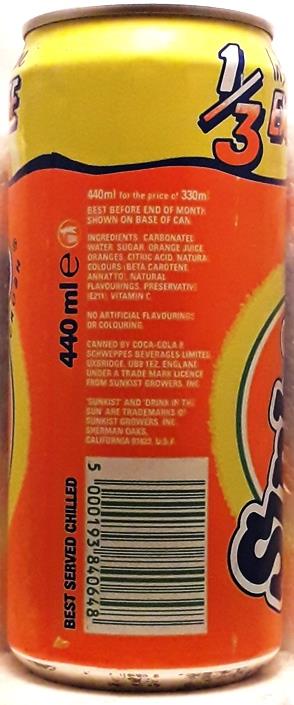 1/3
440ml for the price of 330ml
BEST BEFORE END OF MONTH
SHOWN ON BASE OF CAN.
INGREDIENTS: CARBONATED
WATER, SUGAR, ORANGE JUICE,
ORANGES, CITRIC ACID, NATURAL
COLOURS (BETA CAROTENE,
ANNATTO), NATURAL
FLAVOURINGS, PRESERVATIVE
(E211), VITAMIN C.
NO ARTIFICIAL FLAVOURINGS
OR COLOURING.
CANNED BY COCA-COLA &
SCHWEPPES BEVERAGES LIMITED,
UXBRIDGE, UB8 1EZ, ENGLAND
UNDER A TRADE MARK LICENCE
FROM SUNKIST GROWERS, INC.
'SUNKIST' AND 'DRINK IN THE
SUN' ARE TRADEMARKS OF
SUNKIST GROWERS, INC.
SHERMAN OAKS,
CALIFORNIA 91423, U.S.A.
440 ml e
BEST SERVED CHILLED
5 000193 840648
S